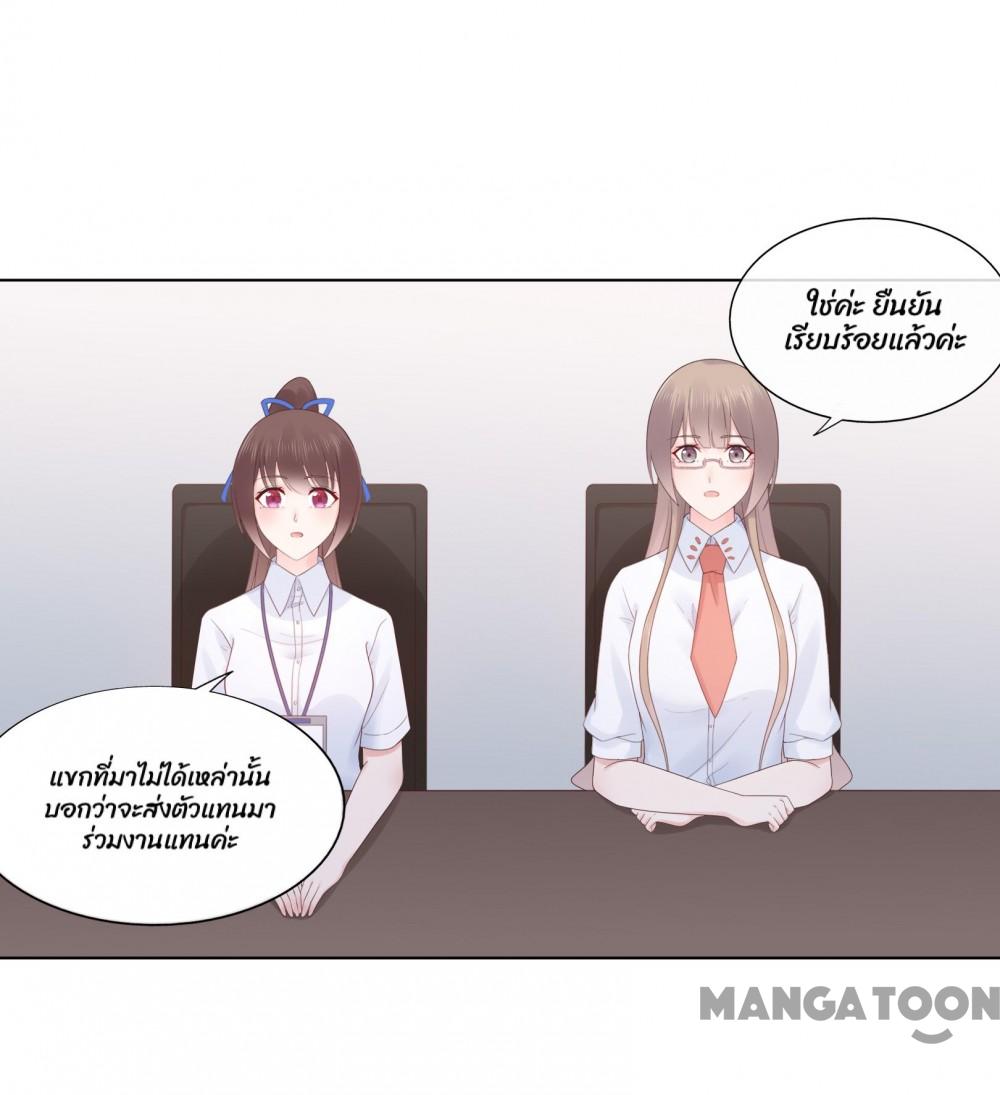 ใช่ค่ะ ยืนยัน
เรียบร้อยแล้วค่ะ
แขกที่มาไม่ได้เหล่านั้น
บอกว่าจะส่งตัวแทนมา
ร่วมงานแทนค่ะ
MANGATOON